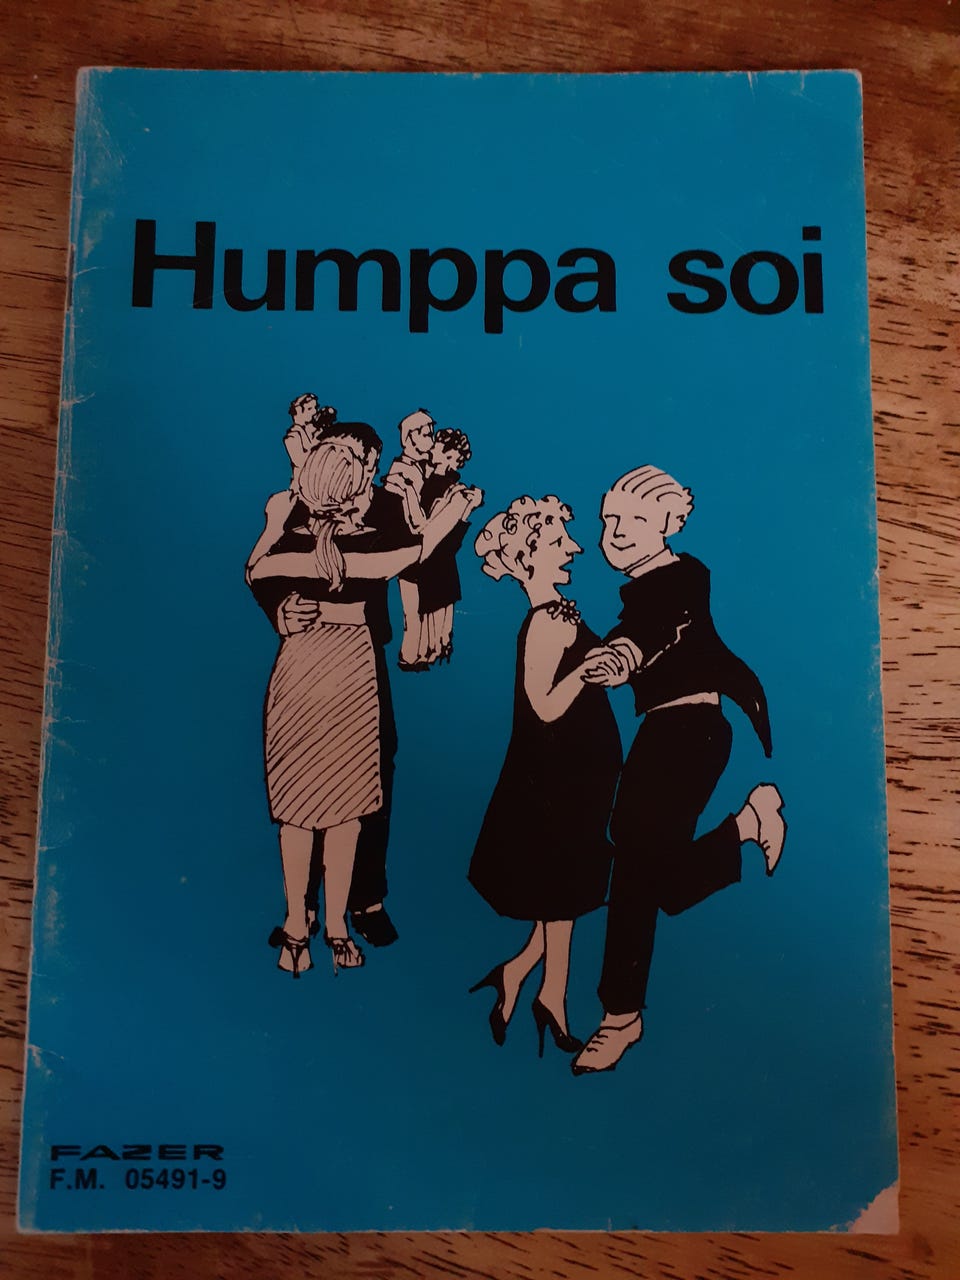 Humppa soi
FAZER
F.M. 05491-9